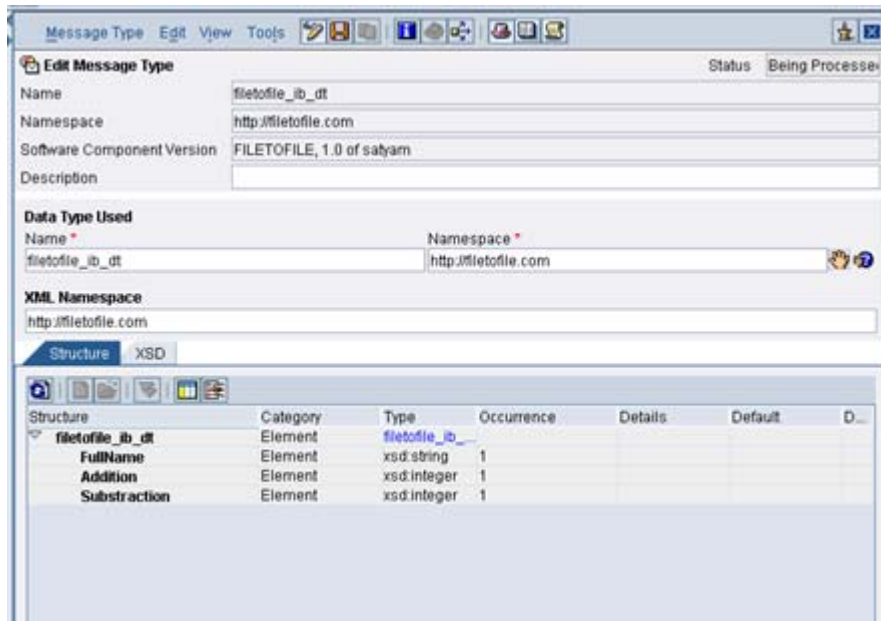 Message Type Edit View Tools
Edit Message Type Status Being Processe
Name filetofile_ib_dt
Namespace http://filetofile.com
Software Component Version FILETOFILE, 1.0 of satyam
Description
Data Type Used
Name * Namespace *
filetofile_ib_dt http://filetofile.com
XML Namespace
http://filetofile.com
Structure XSD
Structure Category Type Occurrence Details Default D...
filetofile_ib_dt Element filetofile_ib_...
FullName Element xsd:string 1
Addition Element xsd:integer 1
Substraction Element xsd:integer 1